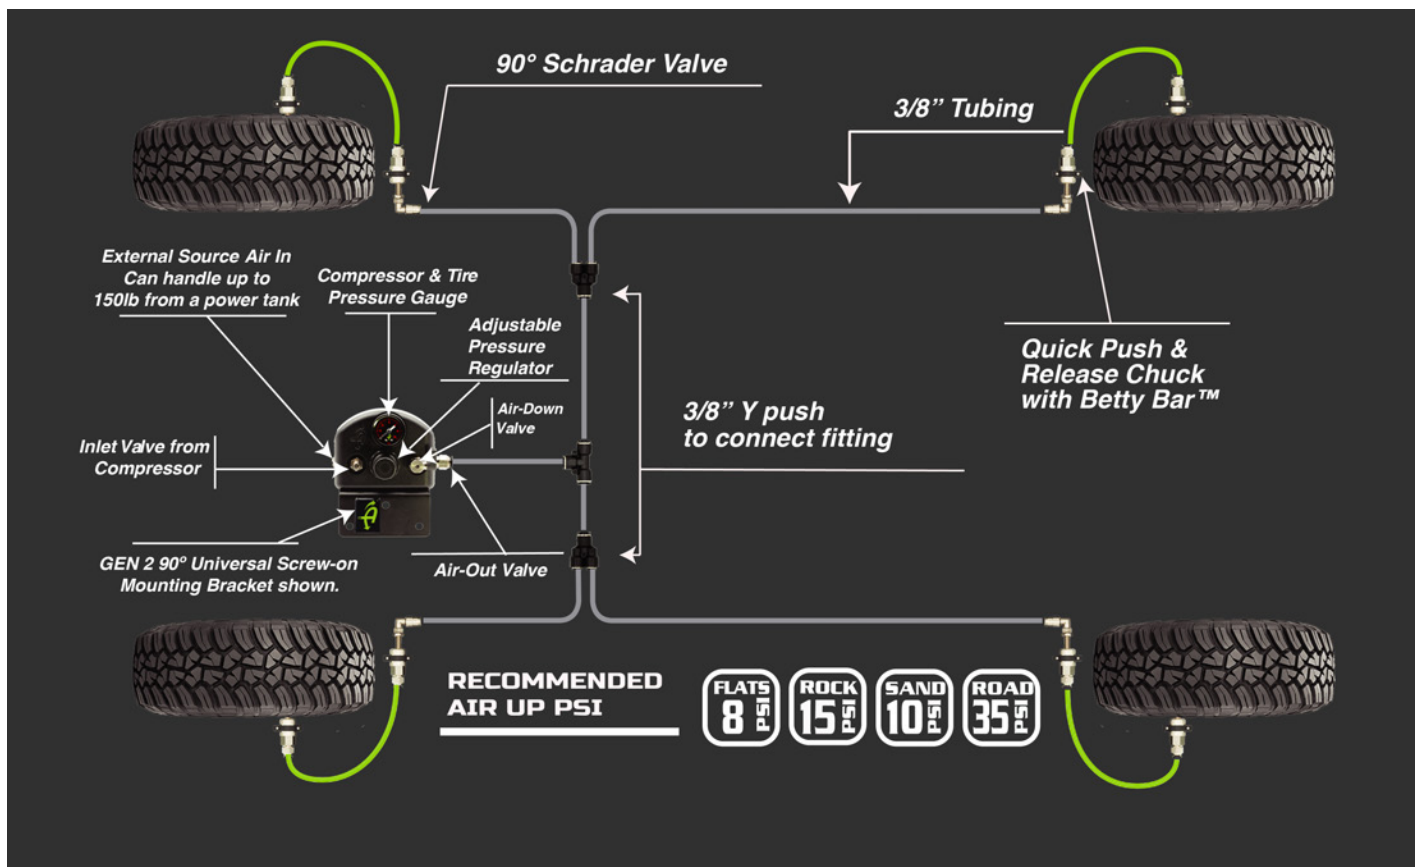 90° Schrader Valve
3/8” Tubing
External Source Air In
Can handle up to
150lb from a power tank
Compressor & Tire
Pressure Gauge
Adjustable
Pressure
Regulator
Air-Down
Valve
Inlet Valve from
Compressor
3/8” Y push
to connect fitting
Quick Push &
Release Chuck
with Betty Bar™
GEN 2 90º Universal Screw-on
Mounting Bracket shown.
Air-Out Valve
RECOMMENDED
AIR UP PSI
FLATS
8 PSI
ROCK
15 PSI
SAND
10 PSI
ROAD
35 PSI